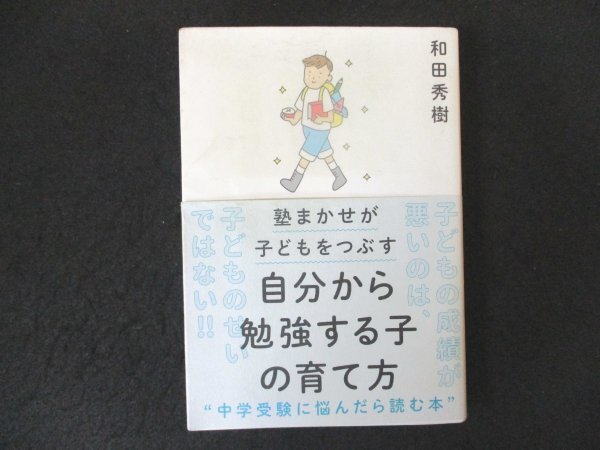 和田秀樹
子どもの成績が
悪いのは、
子どものせい
ではない!!
塾まかせが
子どもをつぶす
自分から
勉強する子
の育て方
“中学受験に悩んだら読む本”